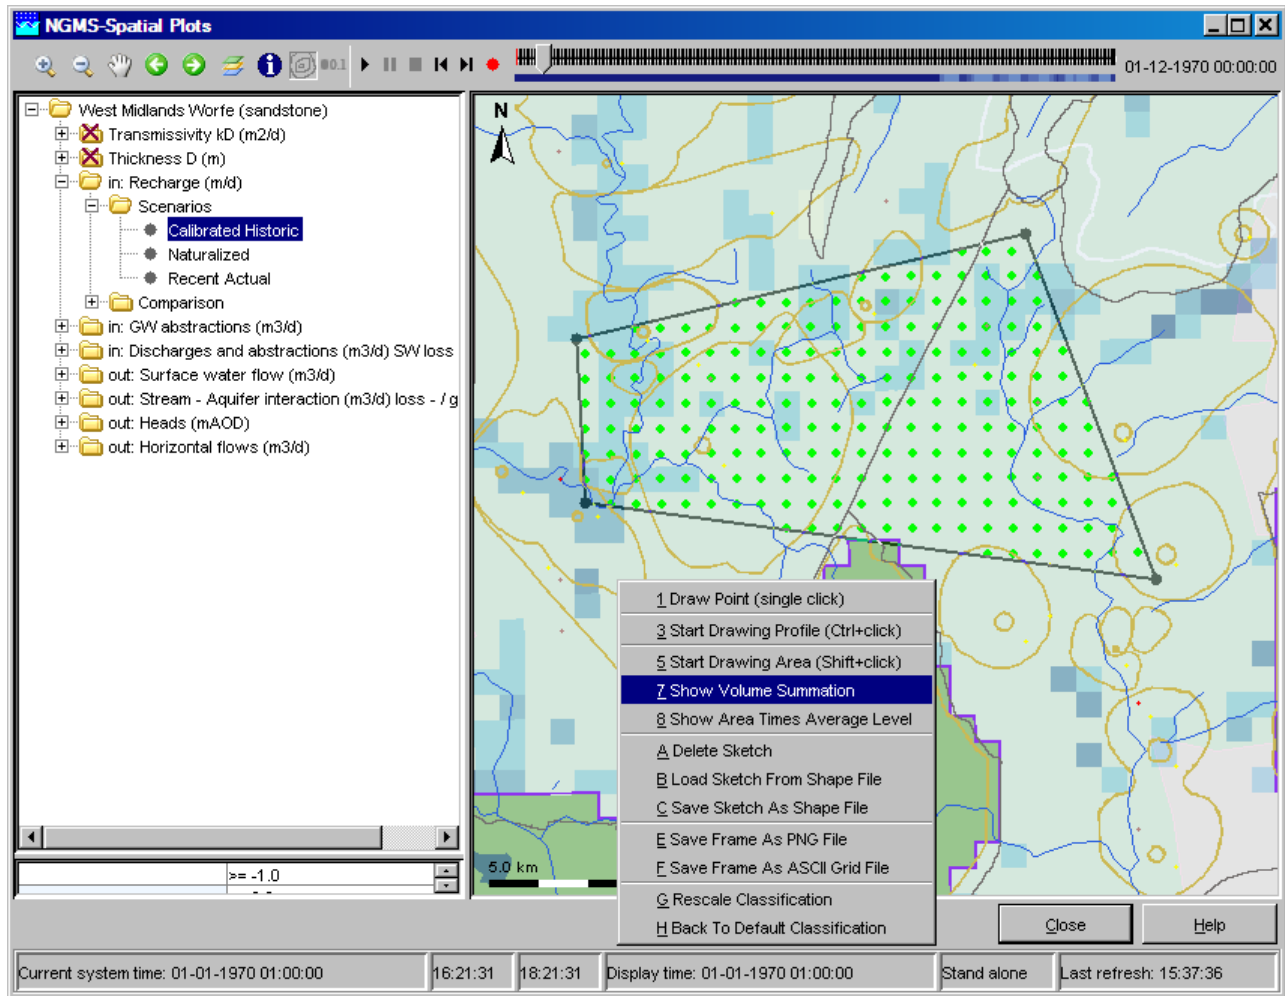 NGMS-Spatial Plots
0.1
01-12-1970 00:00:00
West Midlands Worfe (sandstone)
Transmissivity kD (m2/d)
Thickness D (m)
in: Recharge (m/d)
Scenarios
Calibrated Historic
Naturalized
Recent Actual
Comparison
in: GW abstractions (m3/d)
in: Discharges and abstractions (m3/d) SW loss
out: Surface water flow (m3/d)
out: Stream - Aquifer interaction (m3/d) loss - / g
out: Heads (mAOD)
out: Horizontal flows (m3/d)
>= -1.0
N
5.0 km
1 Draw Point (single click)
3 Start Drawing Profile (Ctrl+click)
5 Start Drawing Area (Shift+click)
7 Show Volume Summation
8 Show Area Times Average Level
A Delete Sketch
B Load Sketch From Shape File
C Save Sketch As Shape File
E Save Frame As PNG File
F Save Frame As ASCII Grid File
G Rescale Classification
H Back To Default Classification
Close
Help
Current system time: 01-01-1970 01:00:00
16:21:31
18:21:31
Display time: 01-01-1970 01:00:00
Stand alone
Last refresh: 15:37:36